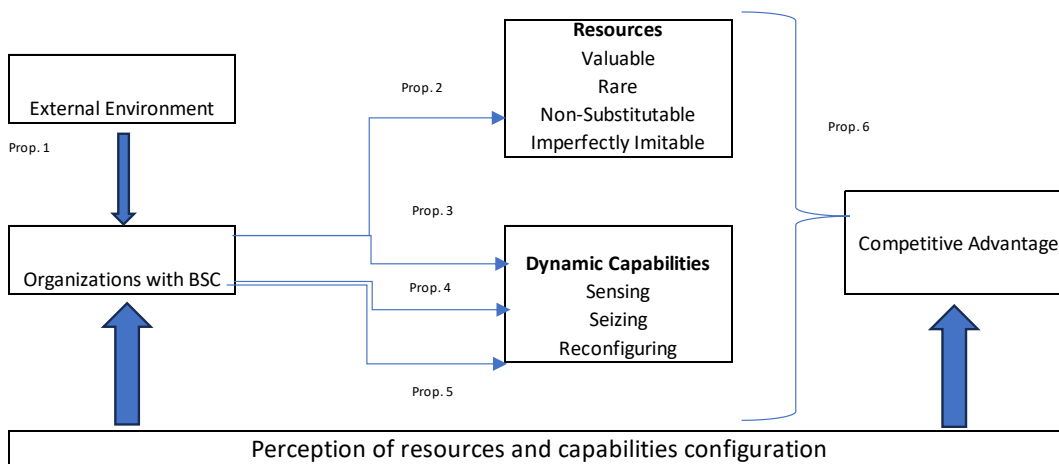 Resources
Valuable
Rare
Non-Substitutable
Imperfectly Imitable
External Environment
Prop. 1
Prop. 2
Prop. 6
Prop. 3
Organizations with BSC
Dynamic Capabilities
Sensing
Seizing
Reconfiguring
Prop. 4
Prop. 5
Competitive Advantage
Perception of resources and capabilities configuration